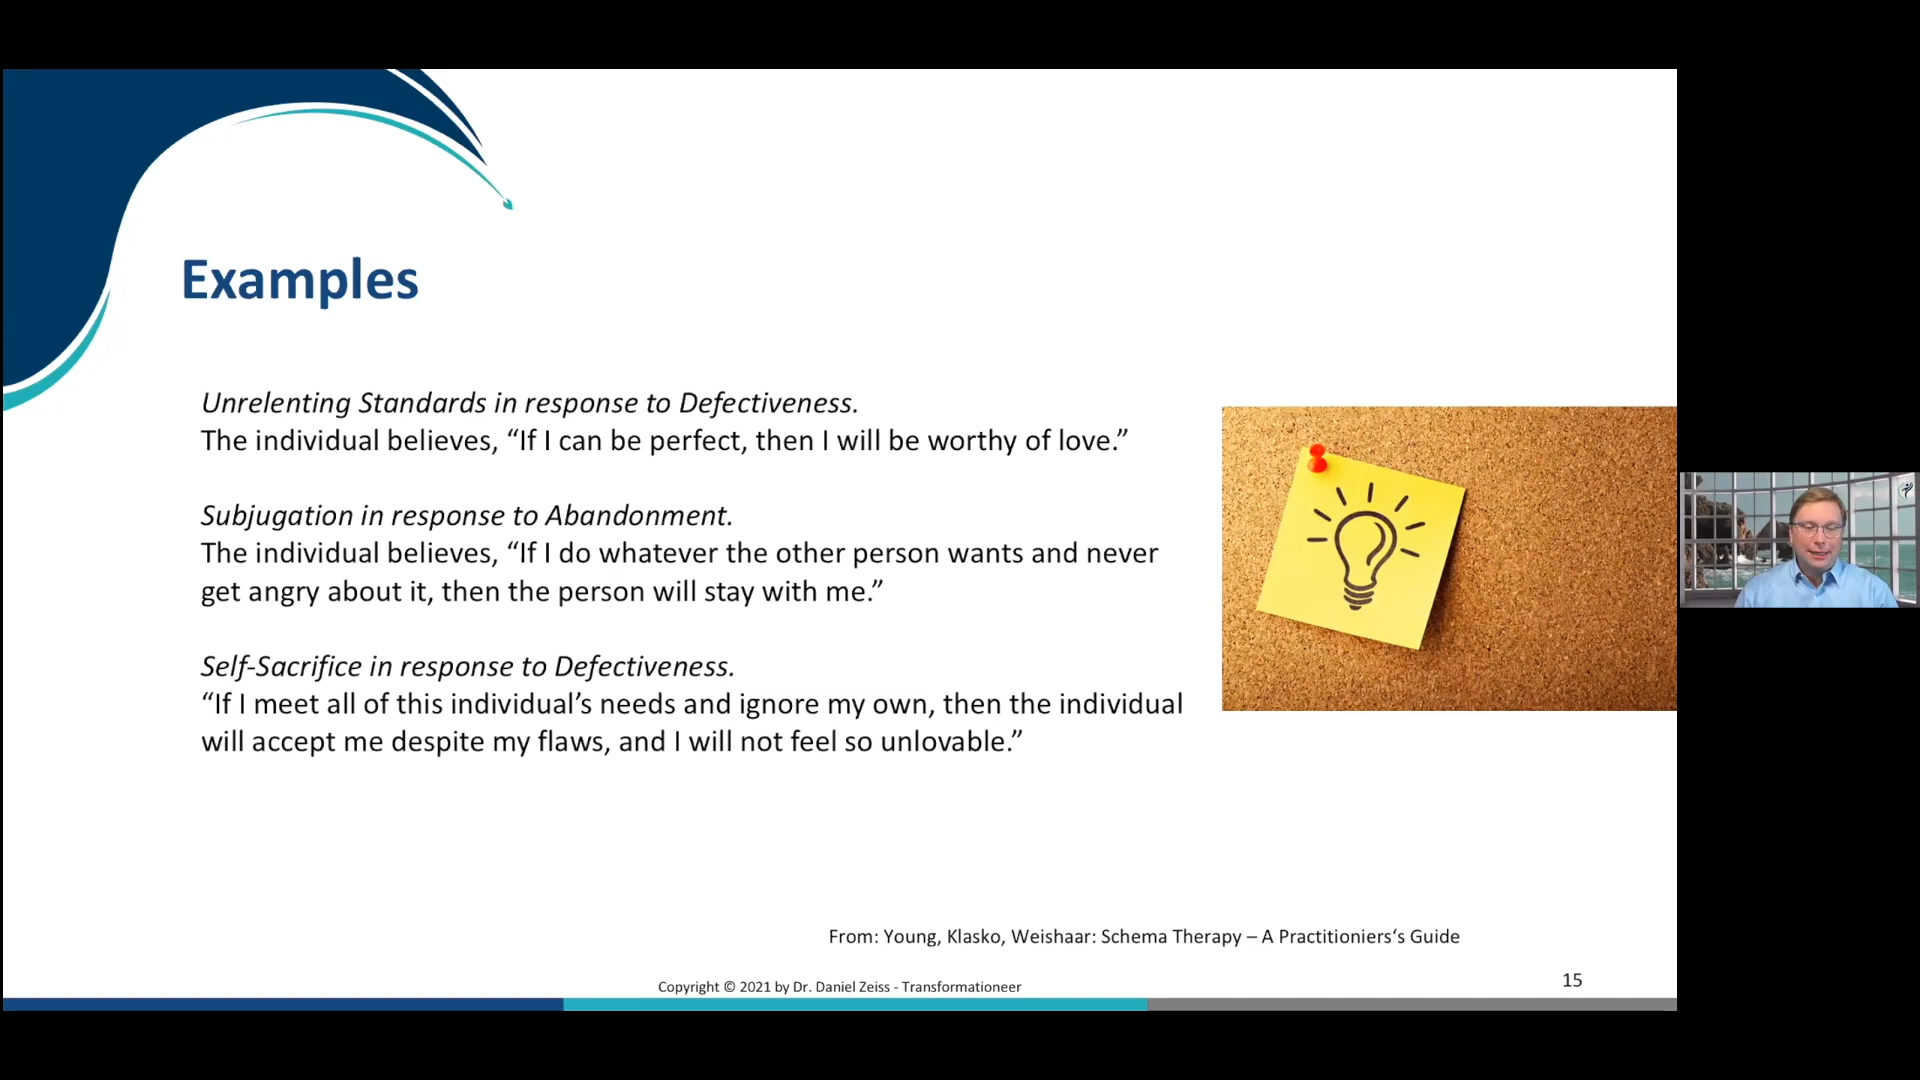 Examples
Unrelenting Standards in response to Defectiveness.
The individual believes, “If I can be perfect, then I will be worthy of love.”
Subjugation in response to Abandonment.
The individual believes, “If I do whatever the other person wants and never
get angry about it, then the person will stay with me.”
Self-Sacrifice in response to Defectiveness.
“If I meet all of this individual’s needs and ignore my own, then the individual
will accept me despite my flaws, and I will not feel so unlovable.”
From: Young, Klasko, Weishaar: Schema Therapy – A Practitioniers‘s Guide
Copyright © 2021 by Dr. Daniel Zeiss - Transformationeer
15